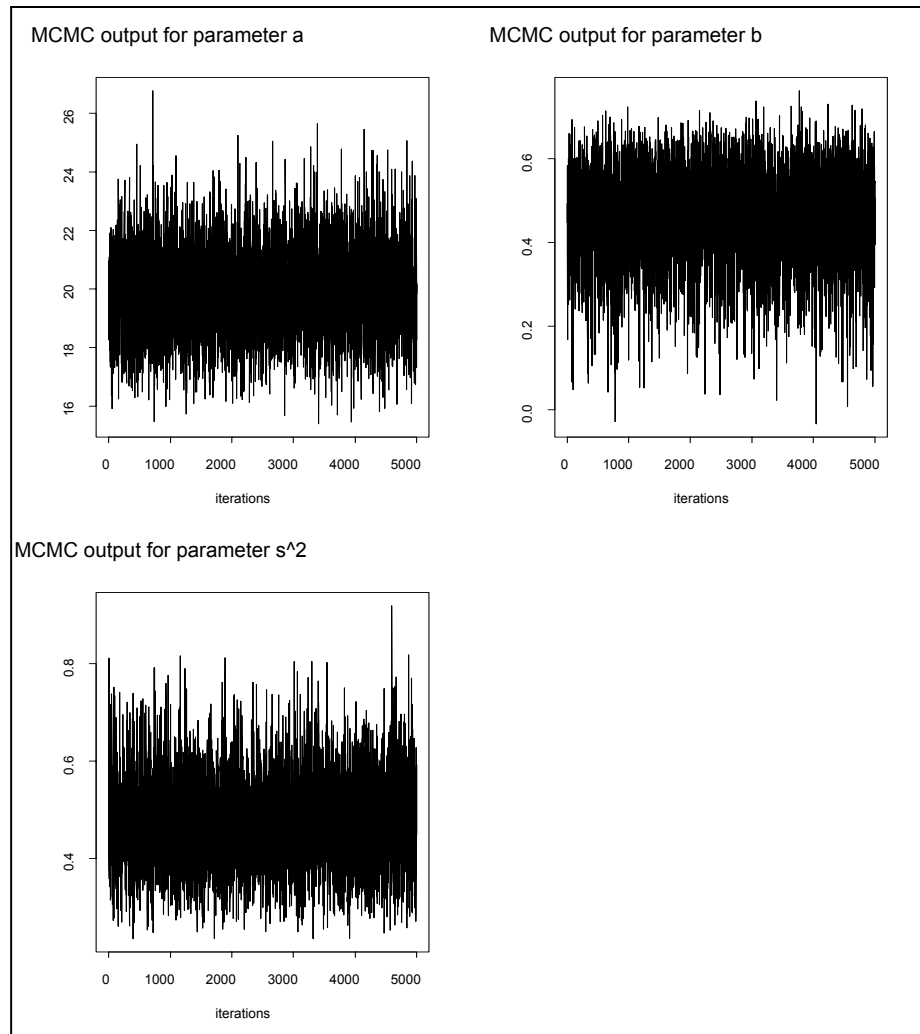 MCMC output for parameter a
26
24
22
20
18
16
0 1000 2000 3000 4000 5000
iterations
MCMC output for parameter b
0.6
0.4
0.2
0.0
0 1000 2000 3000 4000 5000
iterations
MCMC output for parameter s^2
0.8
0.6
0.4
0 1000 2000 3000 4000 5000
iterations